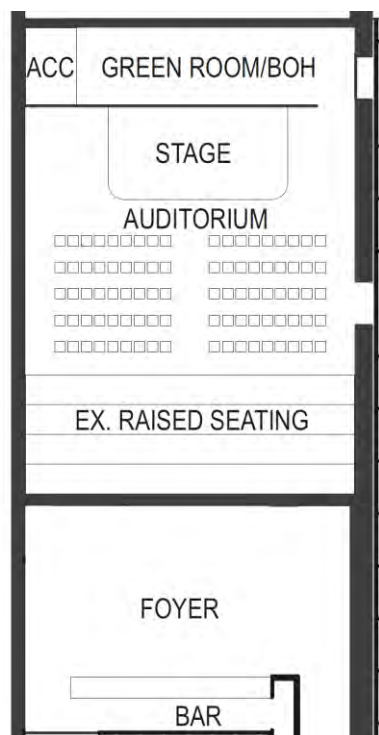 ACC GREEN ROOM/BOH
STAGE
AUDITORIUM
EX. RAISED SEATING
FOYER
BAR